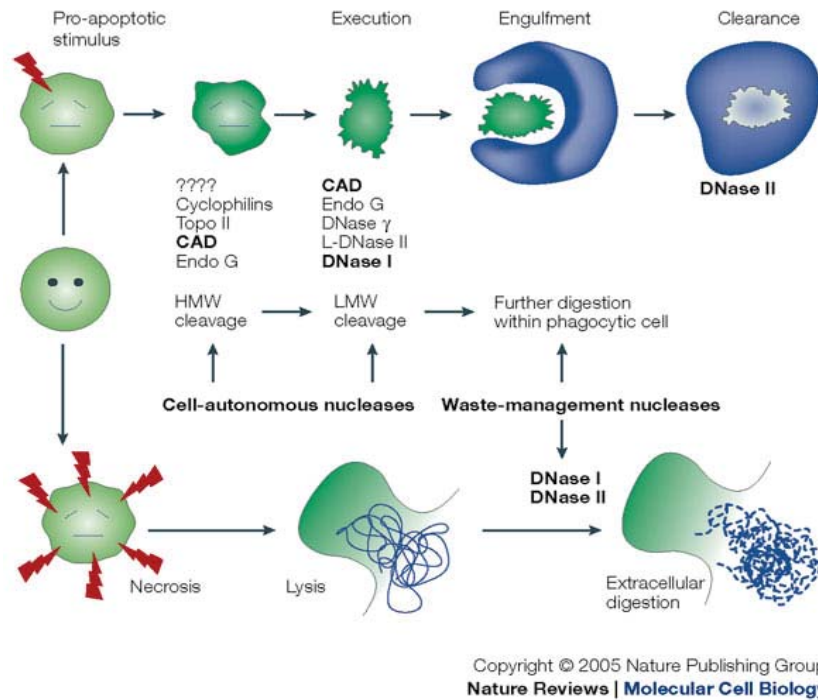 Pro-apoptotic
stimulus
Execution
Engulfment
Clearance
????
Cyclophilins
Topo II
CAD
Endo G
CAD
Endo G
DNase γ
L-DNase II
DNase I
DNase II
HMW
cleavage
LMW
cleavage
Further digestion
within phagocytic cell
Cell-autonomous nucleases
Waste-management nucleases
DNase I
DNase II
Necrosis
Lysis
Extracellular
digestion
Copyright © 2005 Nature Publishing Group
Nature Reviews | Molecular Cell Biology